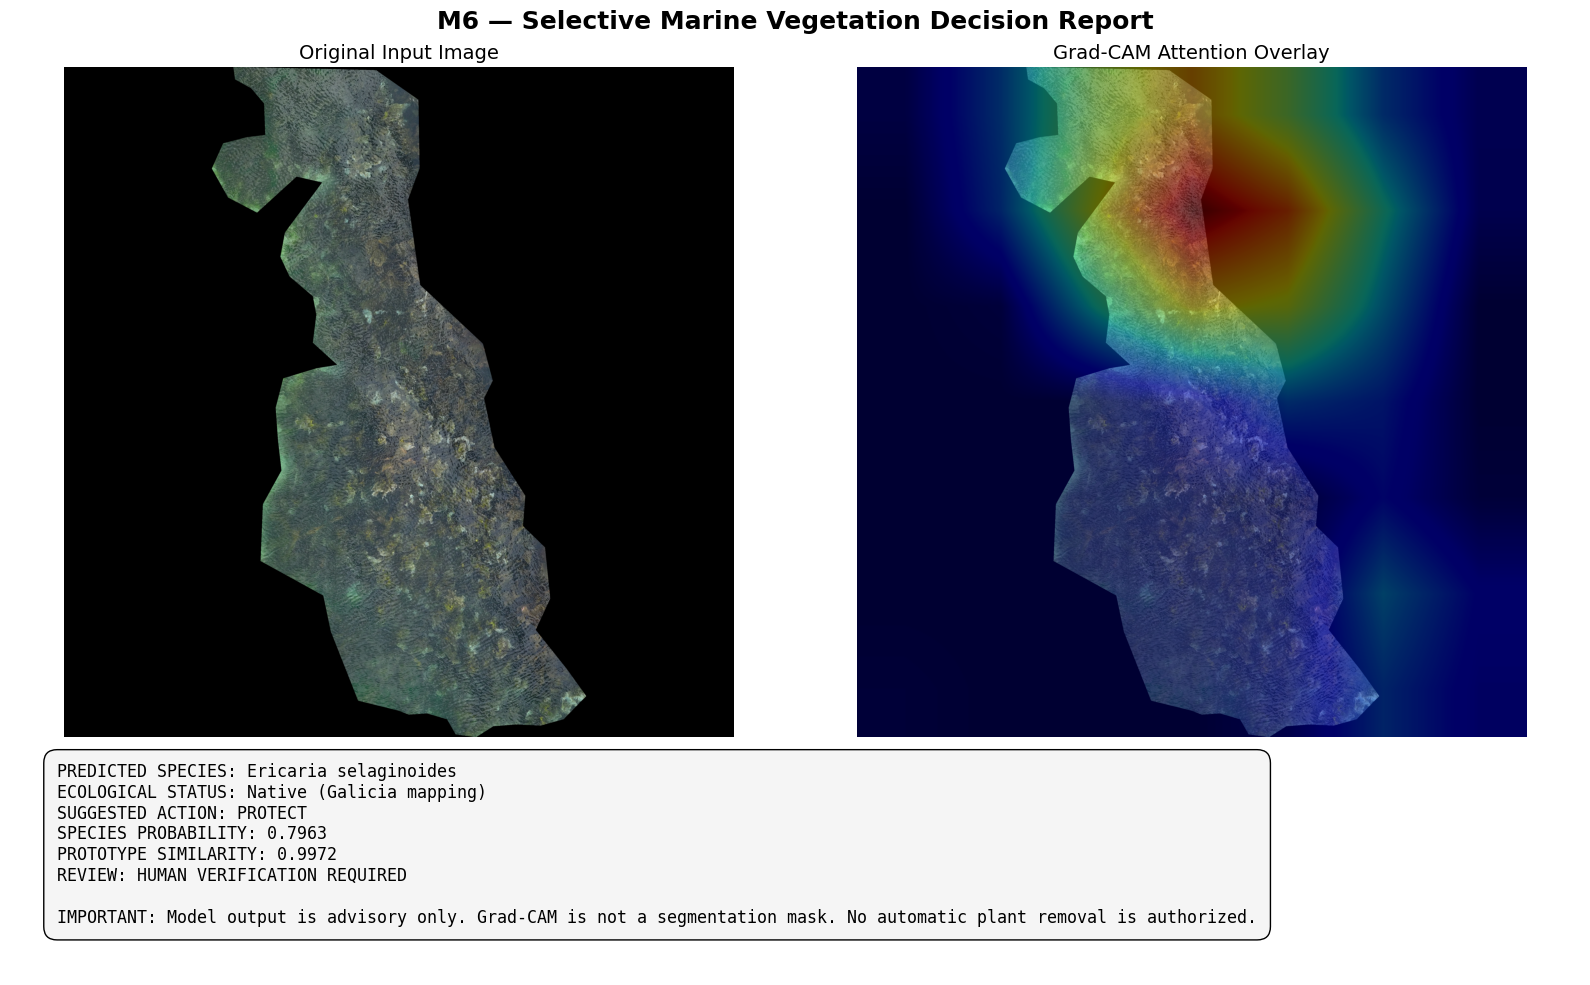 M6 — Selective Marine Vegetation Decision Report
Original Input Image
Grad-CAM Attention Overlay
PREDICTED SPECIES: Ericaria selaginoides
ECOLOGICAL STATUS: Native (Galicia mapping)
SUGGESTED ACTION: PROTECT
SPECIES PROBABILITY: 0.7963
PROTOTYPE SIMILARITY: 0.9972
REVIEW: HUMAN VERIFICATION REQUIRED
IMPORTANT: Model output is advisory only. Grad-CAM is not a segmentation mask. No automatic plant removal is authorized.